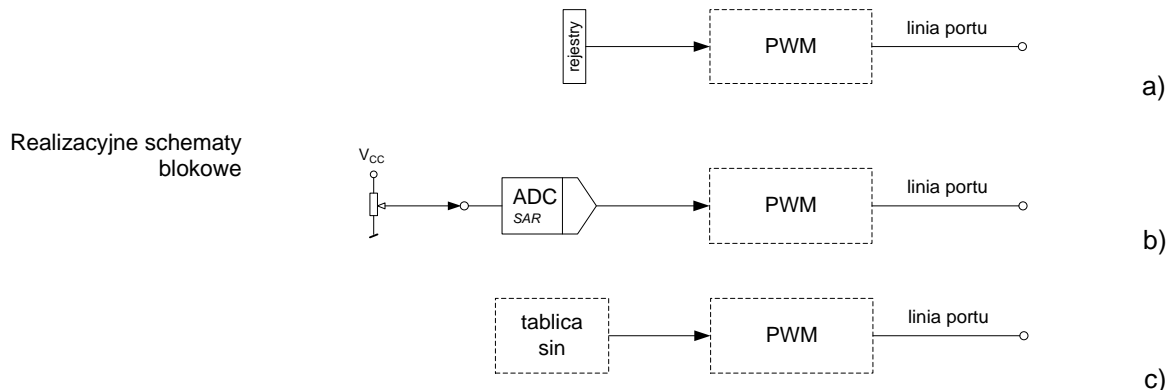 rejestry
PWM
linia portu
a)
Realizacyjne schematy
blokowe
VCC
ADC
SAR
PWM
linia portu
b)
tablica
sin
PWM
linia portu
c)